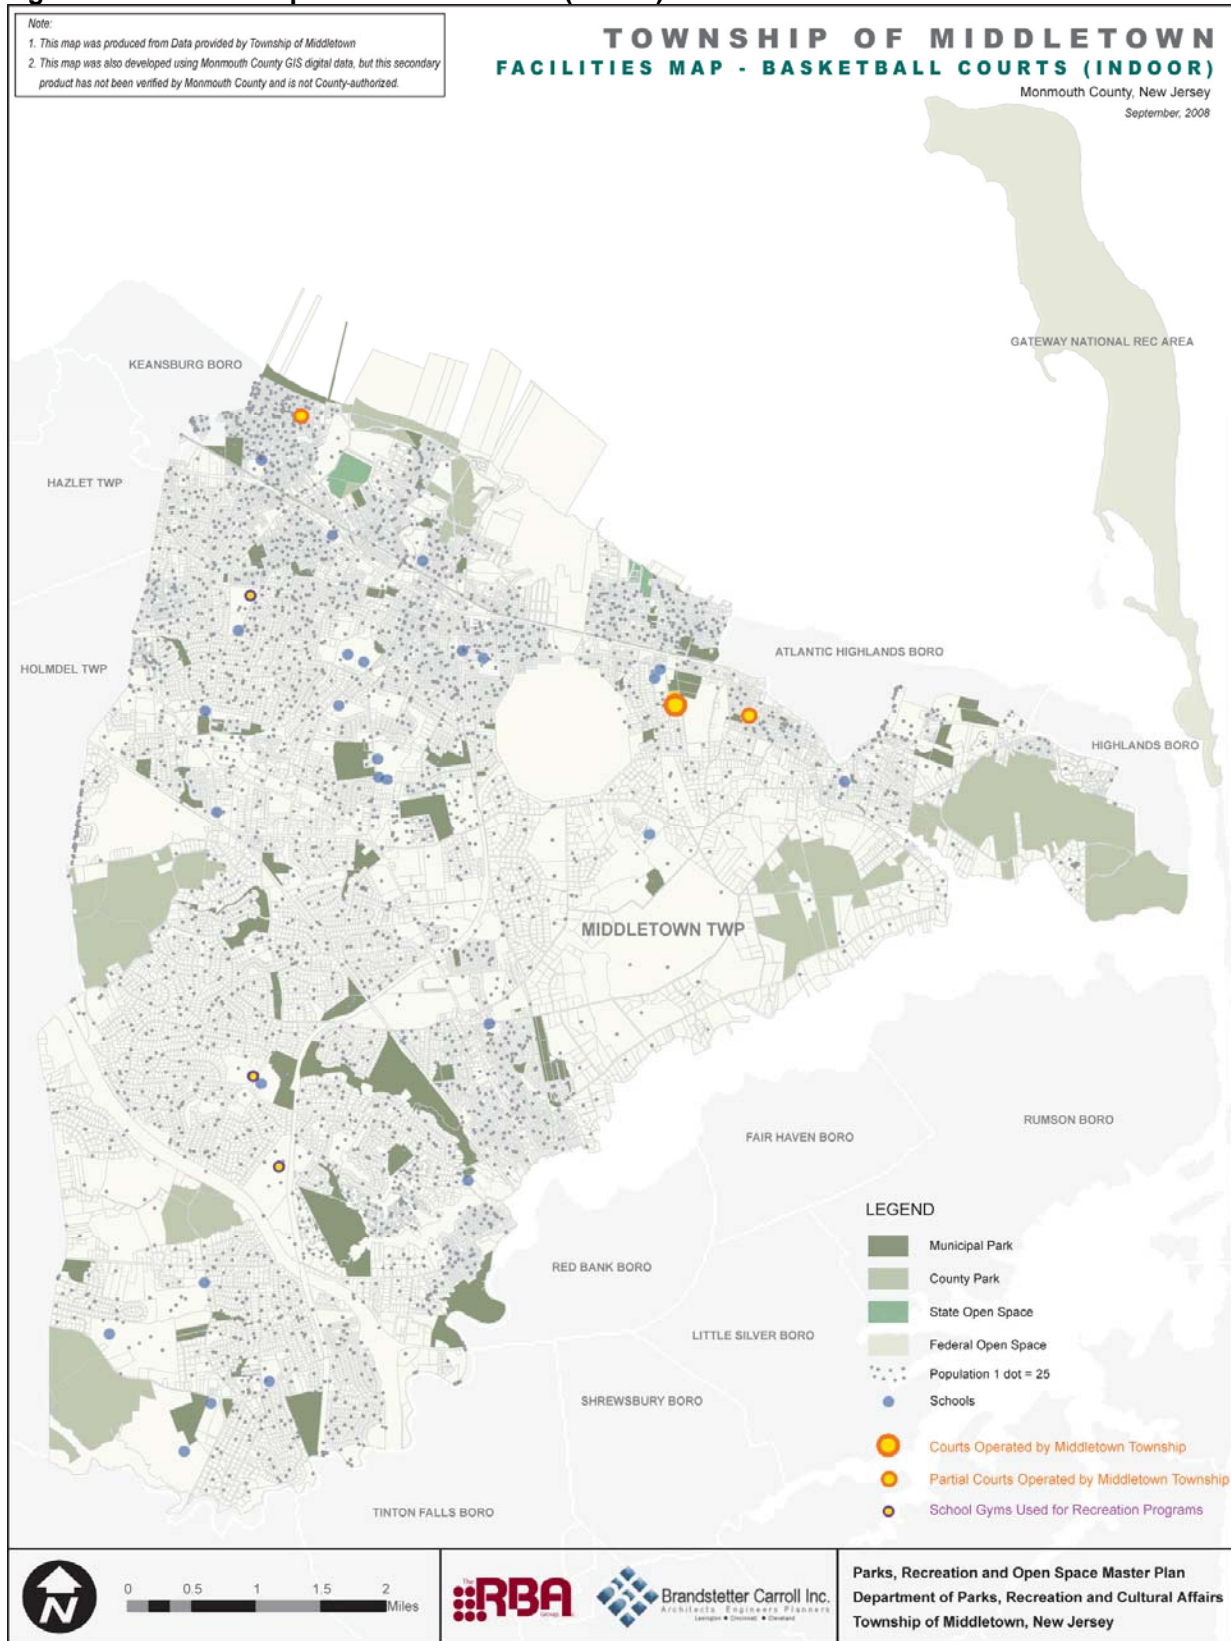 Note:
1. This map was produced from Data provided by Township of Middletown
2. This map was also developed using Monmouth County GIS digital data, but this secondary
product has not been verified by Monmouth County and is not County-authorized.
TOWNSHIP OF MIDDLETOWN
FACILITIES MAP - BASKETBALL COURTS (INDOOR)
Monmouth County, New Jersey
September, 2008
GATEWAY NATIONAL REC AREA
KEANSBURG BORO
HAZLET TWP
HOLMDEL TWP
ATLANTIC HIGHLANDS BORO
HIGHLANDS BORO
MIDDLETOWN TWP
RUMSON BORO
FAIR HAVEN BORO
RED BANK BORO
LITTLE SILVER BORO
SHREWSBURY BORO
TINTON FALLS BORO
LEGEND
Municipal Park
County Park
State Open Space
Federal Open Space
Population 1 dot = 25
Schools
Courts Operated by Middletown Township
Partial Courts Operated by Middletown Township
School Gyms Used for Recreation Programs
N
0 0.5 1 1.5 2
Miles
The
RBA
Group
Brandstetter Carroll Inc.
Architects Engineers Planners
Lexington Cincinnati Cleveland
Parks, Recreation and Open Space Master Plan
Department of Parks, Recreation and Cultural Affairs
Township of Middletown, New Jersey